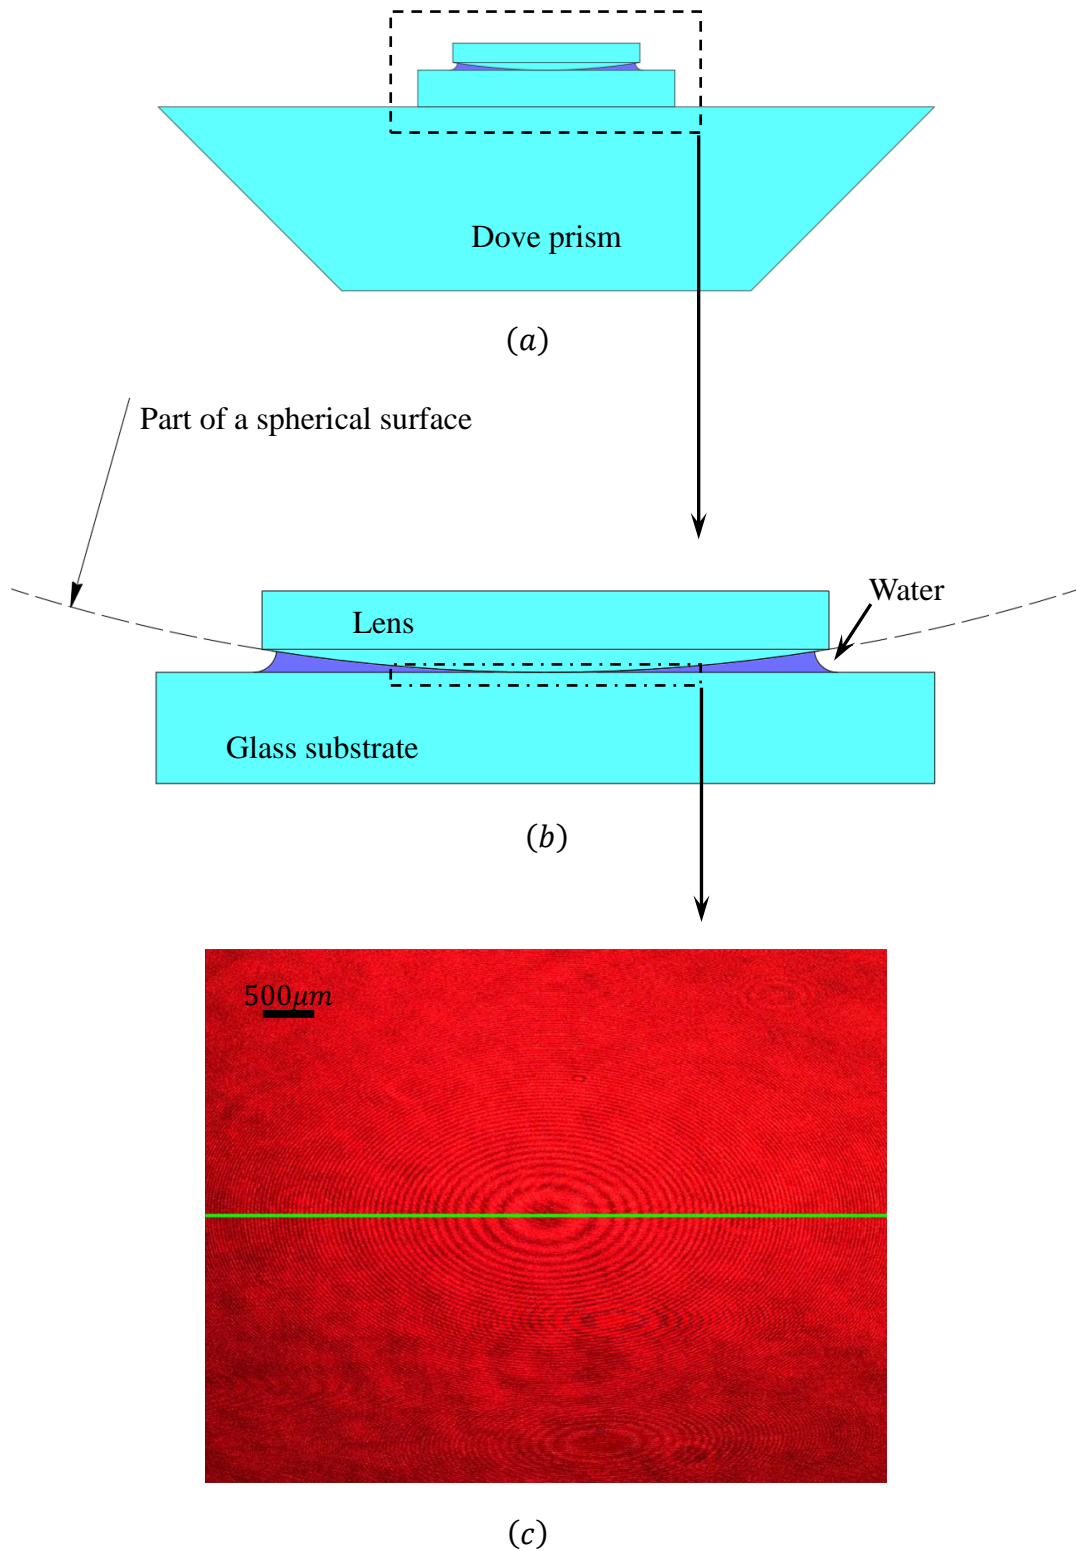 Dove prism
(a)
Part of a spherical surface
Water
Lens
Glass substrate
(b)
500μm
(c)